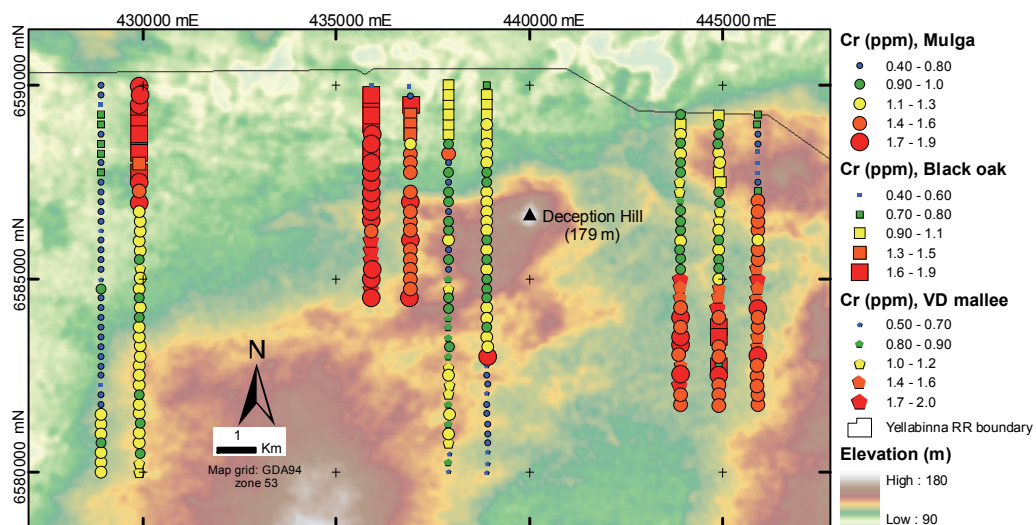 430000 mE
435000 mE
440000 mE
445000 mE
6590000 mN
6585000 mN
6580000 mN
Deception Hill
(179 m)
N
1
Km
Map grid: GDA94
zone 53
Cr (ppm), Mulga
0.40 - 0.80
0.90 - 1.0
1.1 - 1.3
1.4 - 1.6
1.7 - 1.9
Cr (ppm), Black oak
0.40 - 0.60
0.70 - 0.80
0.90 - 1.1
1.3 - 1.5
1.6 - 1.9
Cr (ppm), VD mallee
0.50 - 0.70
0.80 - 0.90
1.0 - 1.2
1.4 - 1.6
1.7 - 2.0
Yellabinna RR boundary
Elevation (m)
High : 180
Low : 90